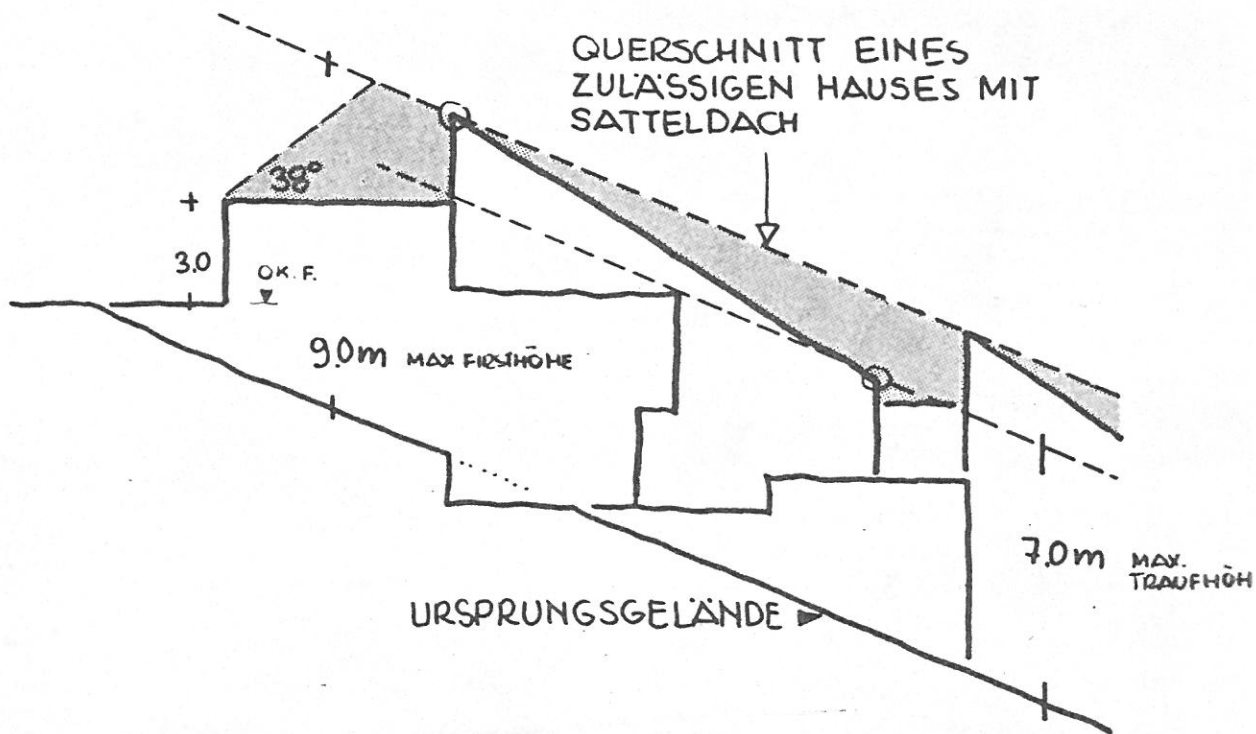 QUERSCHNITT EINES
ZULÄSSIGEN HAUSES MIT
SATTELDACH
38°
3.0
OK. F.
9.0m MAX FIRSTHÖHE
7.0m MAX.
TRAUFHÖH
URSPRUNGSGELÄNDE